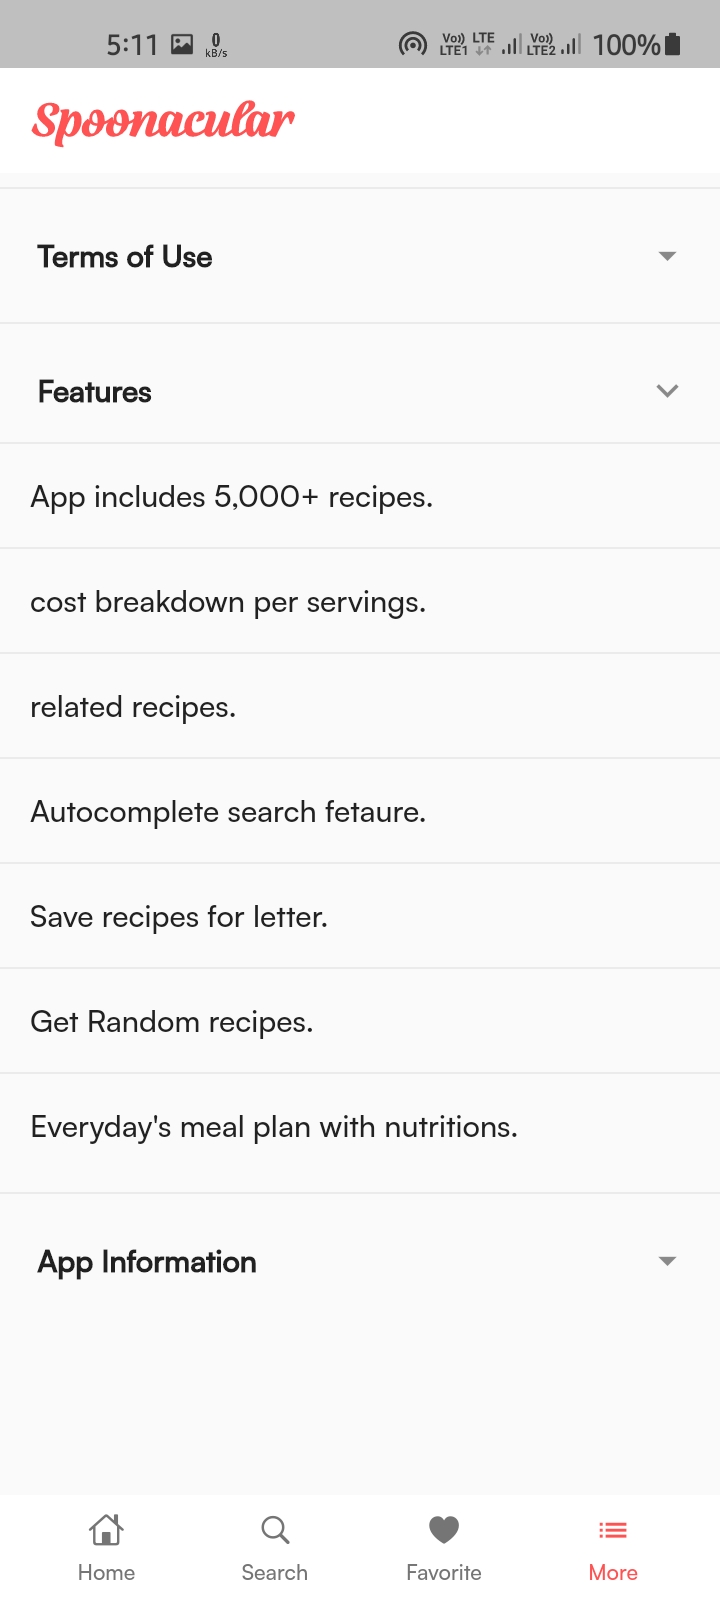 5:11 0 kB/s Vo)) LTE1 LTE Vo)) LTE2 100%
Spoonacular
Terms of Use
Features
App includes 5,000+ recipes.
cost breakdown per servings.
related recipes.
Autocomplete search fetaure.
Save recipes for letter.
Get Random recipes.
Everyday's meal plan with nutritions.
App Information
Home Search Favorite More